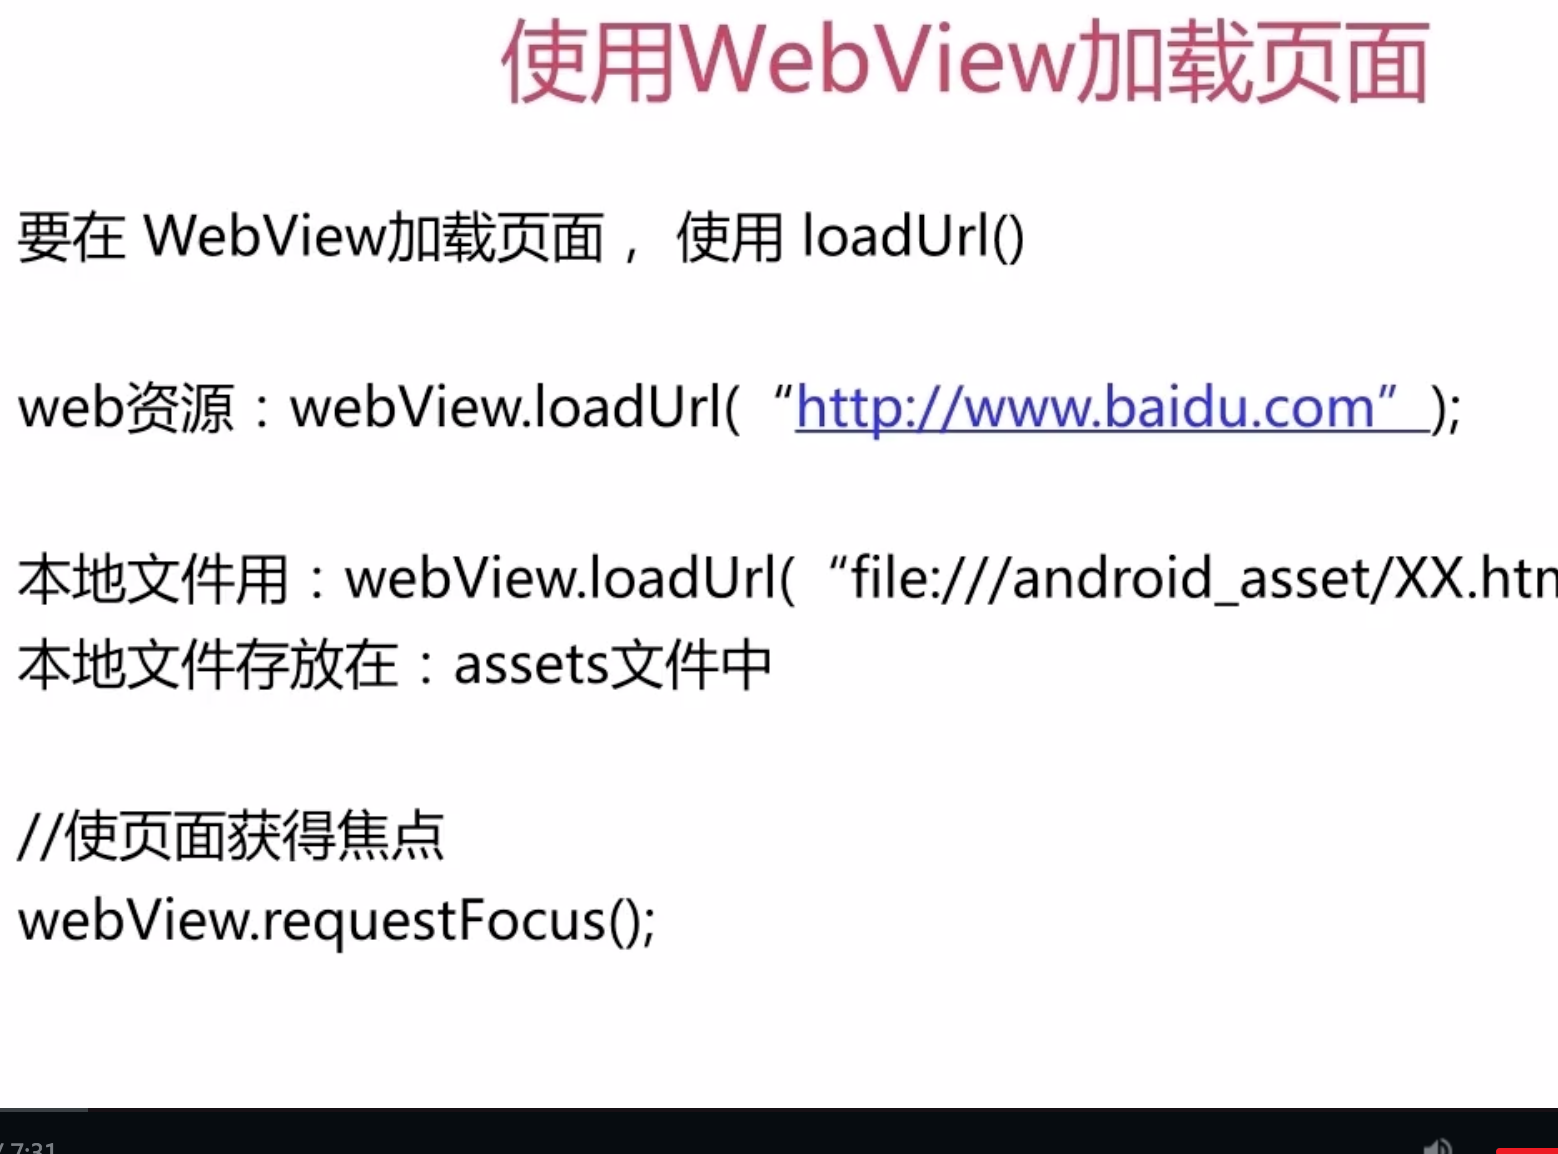 使用WebView加载页面
要在 WebView加载页面， 使用 loadUrl()
web资源：webView.loadUrl(“http://www.baidu.com” );
本地文件用：webView.loadUrl(“file:///android_asset/XX.htm
本地文件存放在：assets文件中
//使页面获得焦点
webView.requestFocus();
/ 7:31